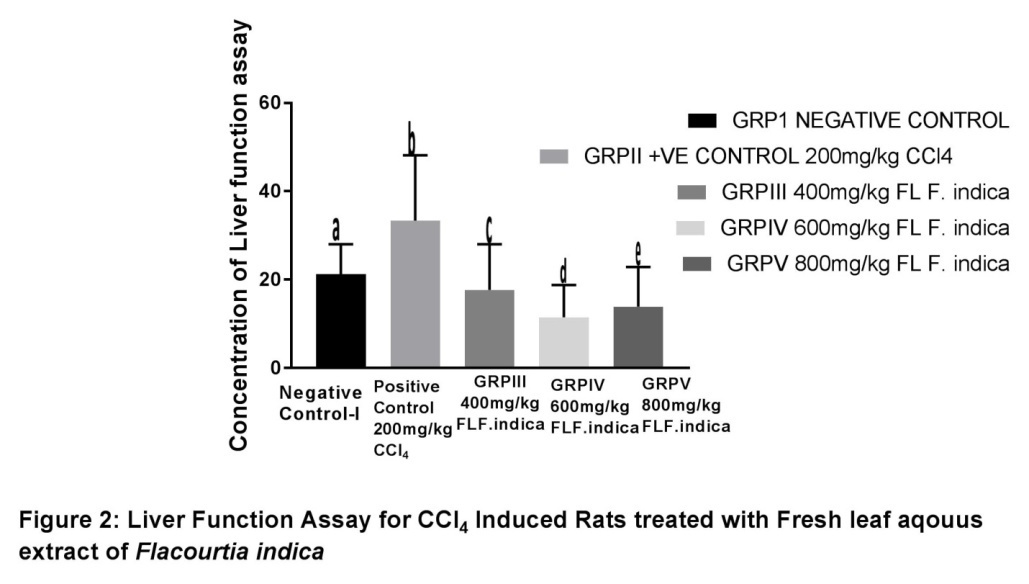 Concentration of Liver function assay
60
40
20
0
a
b
c
d
e
GRP1 NEGATIVE CONTROL
GRPII +VE CONTROL 200mg/kg CCl4
GRPIII 400mg/kg FL F. indica
GRPIV 600mg/kg FL F. indica
GRPV 800mg/kg FL F. indica
Negative
Control-I
Positive
Control
200mg/kg
CCl₄
GRPIII
400mg/kg
FLF.indica
GRPIV
600mg/kg
FLF.indica
GRPV
800mg/kg
FLF.indica
Figure 2: Liver Function Assay for CCl₄ Induced Rats treated with Fresh leaf aqouus
extract of Flacourtia indica